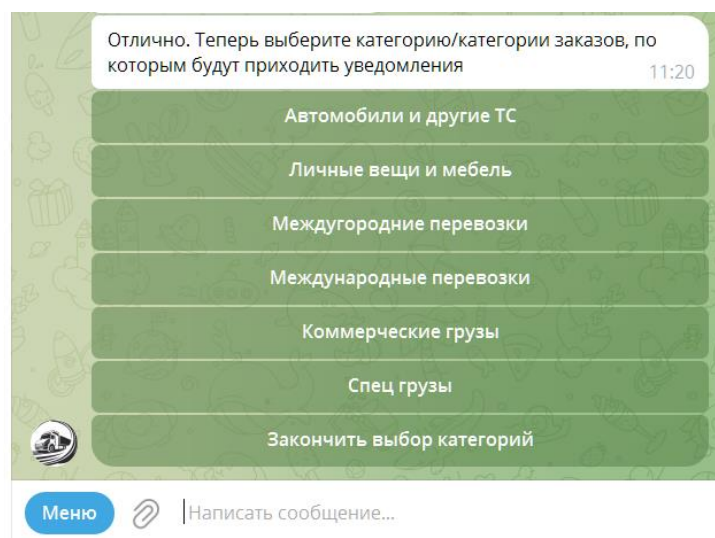 Отлично. Теперь выберите категорию/категории заказов, по
которым будут приходить уведомления
11:20
Автомобили и другие ТС
Личные вещи и мебель
Междугородние перевозки
Международные перевозки
Коммерческие грузы
Спец грузы
Закончить выбор категорий
Меню
Написать сообщение...